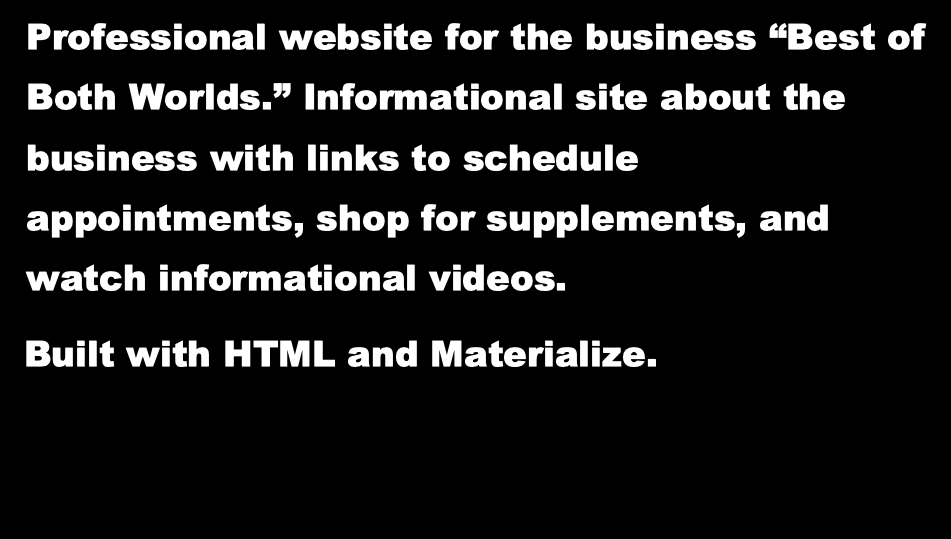 Professional website for the business “Best of
Both Worlds.” Informational site about the
business with links to schedule
appointments, shop for supplements, and
watch informational videos.
Built with HTML and Materialize.